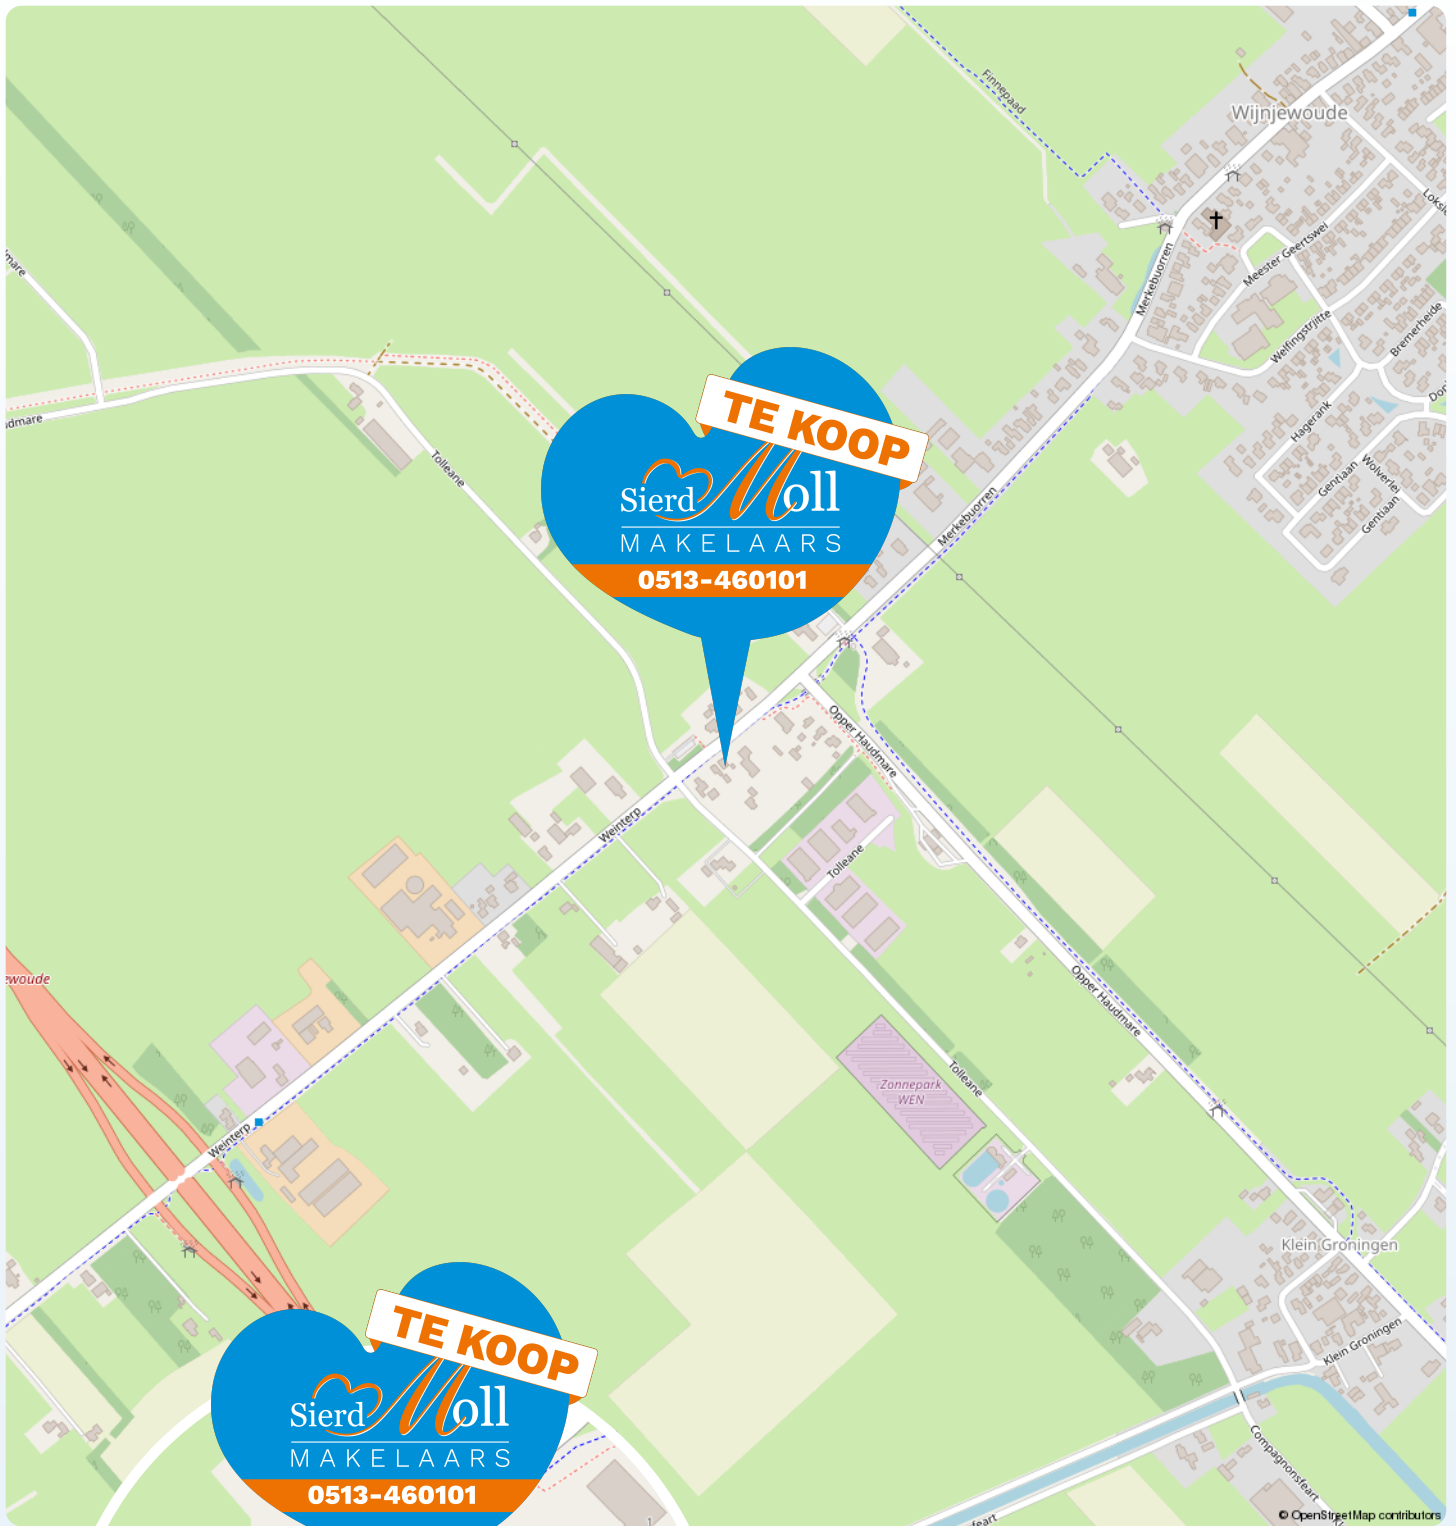 Finnepaad
Wijnjewoude
Merkebuorren
Meester Geertswei
Welfingstrjitte
Bremerheide
Hagerank
Gentiaan
Wolverlei
Gentiaan
Tolleane
TE KOOP
Sierd Moll
MAKELAARS
0513-460101
Merkebuorren
Opper Haudmare
Weinterp
Tolleane
ewoude
Opper Haudmare
Zonnepark
WEN
Tolleane
Weinterp
Klein Groningen
Klein Groningen
TE KOOP
Sierd Moll
MAKELAARS
0513-460101
Compagnonsfeart
© OpenStreetMap contributors